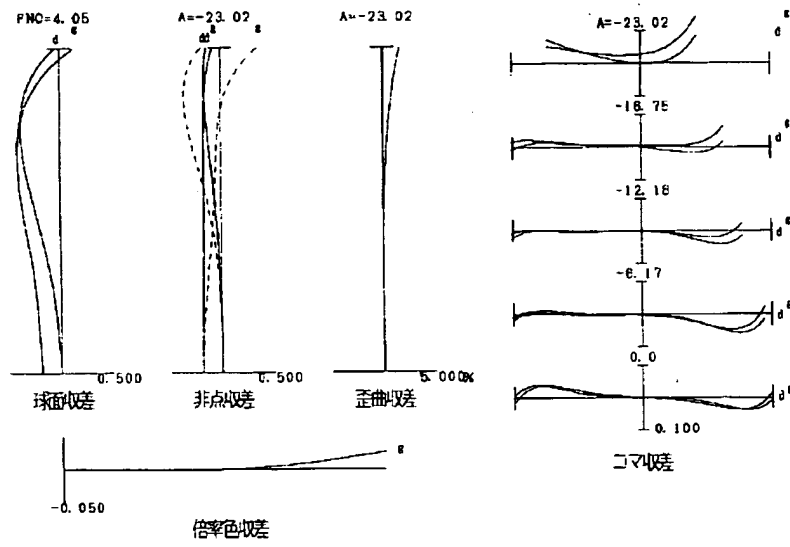 FNO=4.05
d g
0.500
球面収差
A=-23.02
d d g g
0.500
非点収差
A=-23.02
5.000%
歪曲収差
A=-23.02
d g
-16.75
d g
-12.18
d g
-6.17
d g
0.0
d
0.100
コマ収差
g
-0.050
倍率色収差